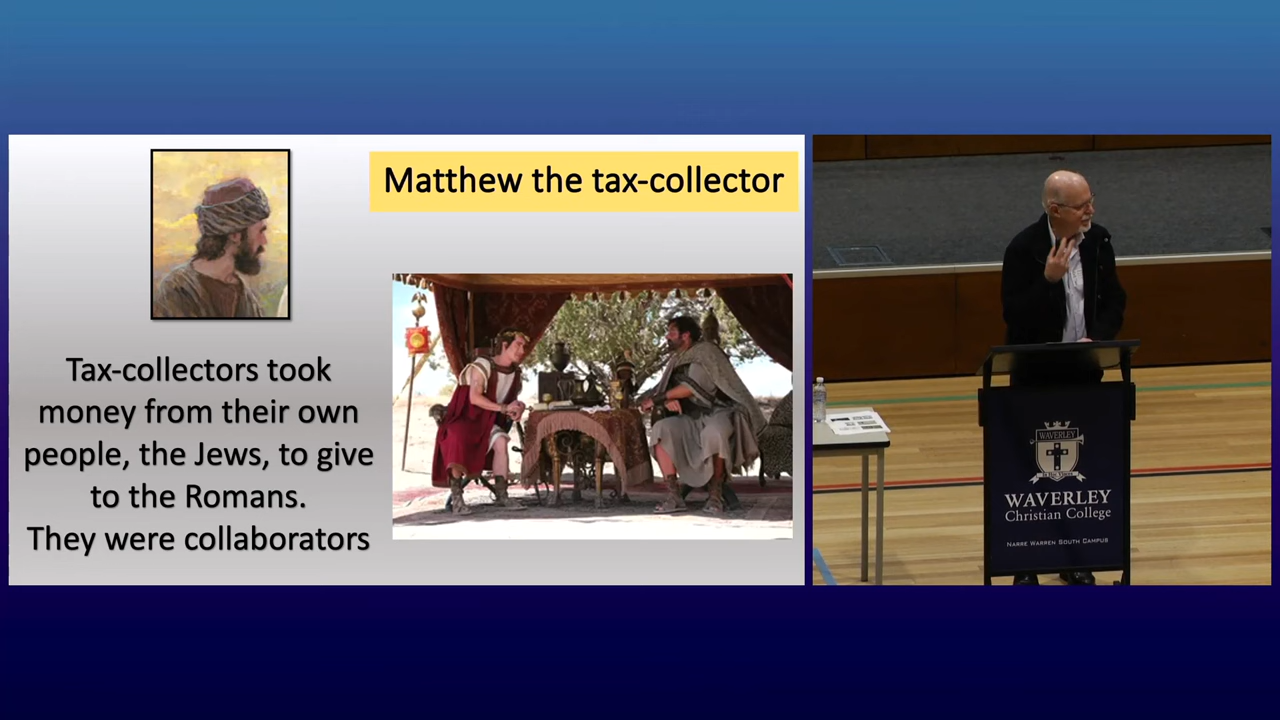 Matthew the tax-collector
Tax-collectors took
money from their own
people, the Jews, to give
to the Romans.
They were collaborators
WAVERLEY
WAVERLEY
Christian College
NARRE WARREN SOUTH CAMPUS